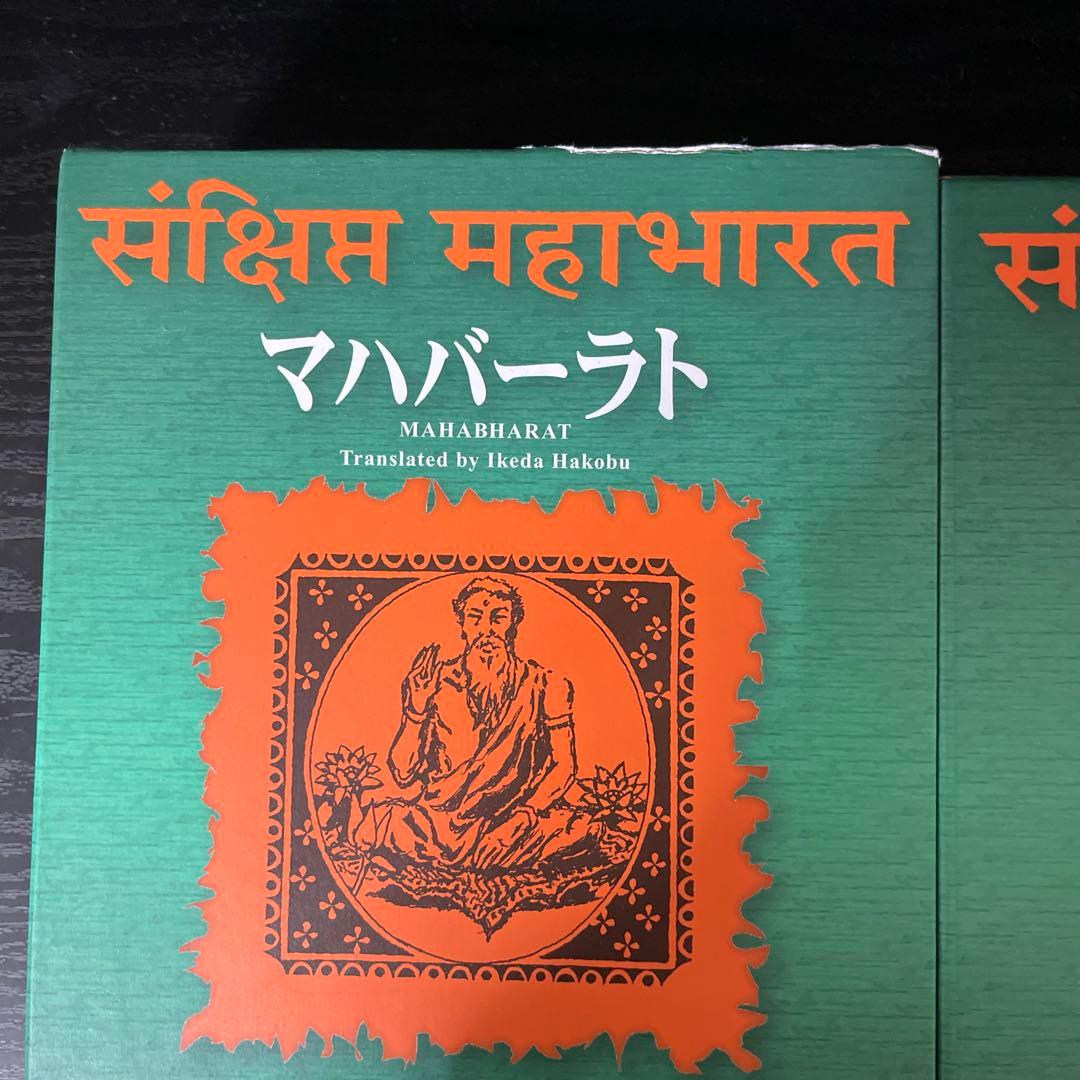 संक्षिप्त महाभारत
マハバーラト
MAHABHARAT
Translated by Ikeda Hakobu
सं